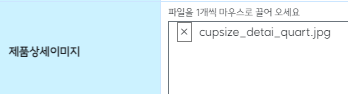 파일을 1개씩 마우스로 끌어 오세요
제품상세이미지
× cupsize_detai_quart.jpg